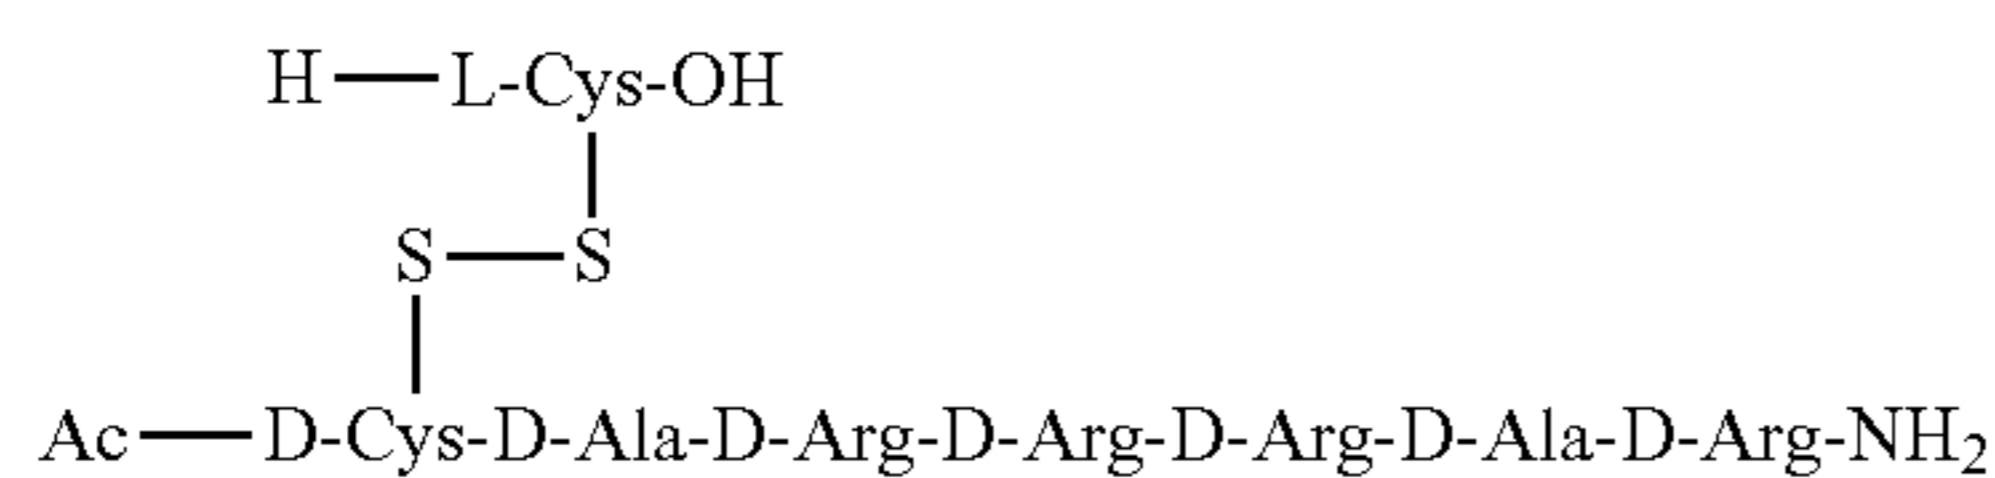 H—L-Cys-OH
S—S
Ac—D-Cys-D-Ala-D-Arg-D-Arg-D-Arg-D-Ala-D-Arg-NH₂